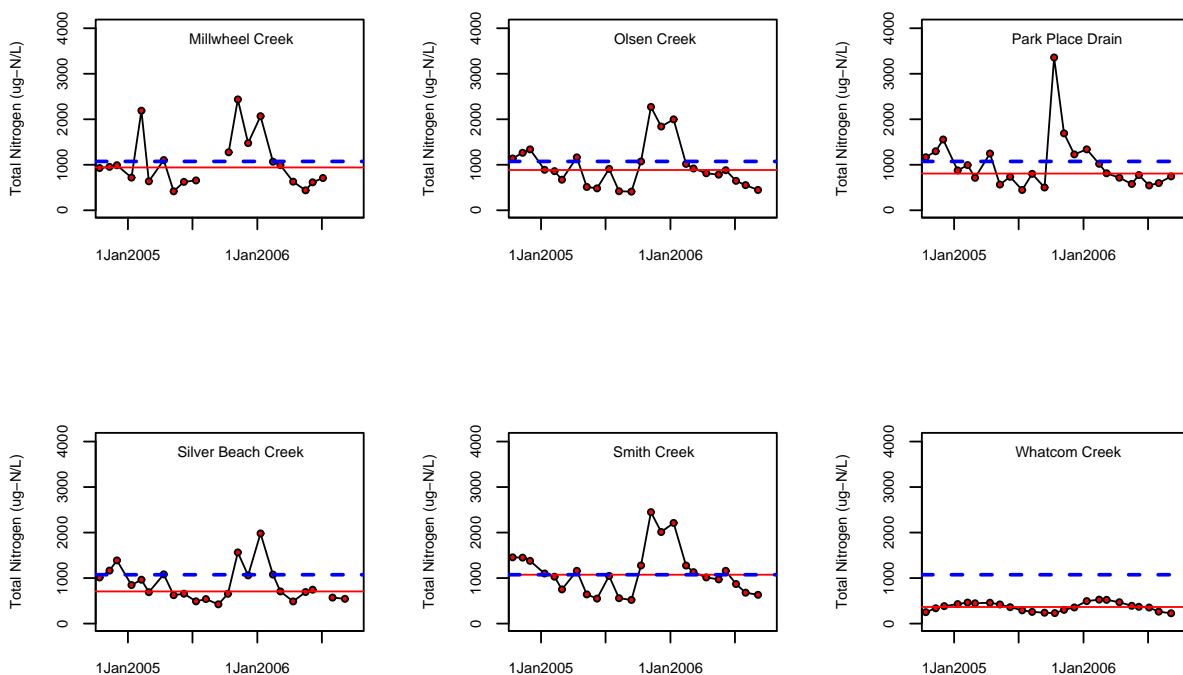 Millwheel Creek
Total Nitrogen (ug−N/L)
0 1000 2000 3000 4000
1Jan2005 1Jan2006
Olsen Creek
Total Nitrogen (ug−N/L)
0 1000 2000 3000 4000
1Jan2005 1Jan2006
Park Place Drain
Total Nitrogen (ug−N/L)
0 1000 2000 3000 4000
1Jan2005 1Jan2006
Silver Beach Creek
Total Nitrogen (ug−N/L)
0 1000 2000 3000 4000
1Jan2005 1Jan2006
Smith Creek
Total Nitrogen (ug−N/L)
0 1000 2000 3000 4000
1Jan2005 1Jan2006
Whatcom Creek
Total Nitrogen (ug−N/L)
0 1000 2000 3000 4000
1Jan2005 1Jan2006